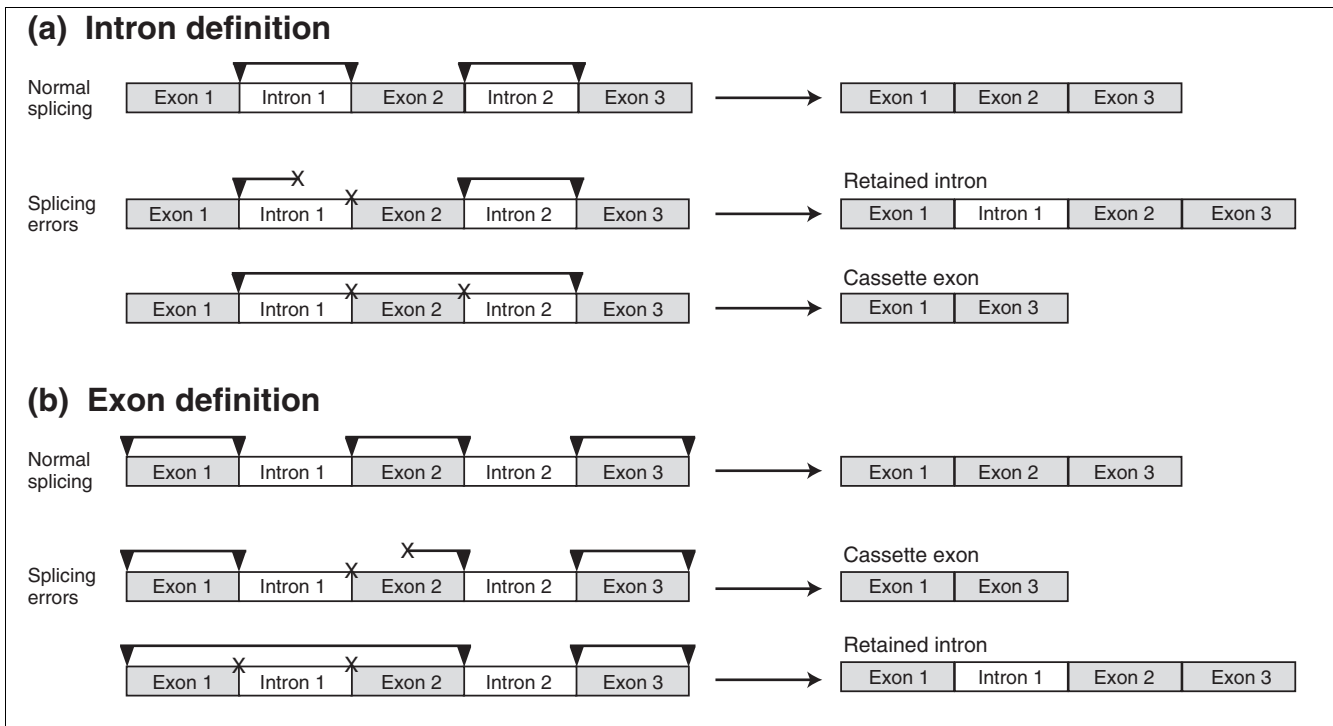 (a) Intron definition
Normal
splicing
Exon 1 Intron 1 Exon 2 Intron 2 Exon 3 Exon 1 Exon 2 Exon 3
X
X
Splicing
errors
Retained intron
Exon 1 Intron 1 Exon 2 Intron 2 Exon 3 Exon 1 Intron 1 Exon 2 Exon 3
X X
Cassette exon
Exon 1 Intron 1 Exon 2 Intron 2 Exon 3 Exon 1 Exon 3
(b) Exon definition
Normal
splicing
Exon 1 Intron 1 Exon 2 Intron 2 Exon 3 Exon 1 Exon 2 Exon 3
X
X
Splicing
errors
Cassette exon
Exon 1 Intron 1 Exon 2 Intron 2 Exon 3 Exon 1 Exon 3
X X
Retained intron
Exon 1 Intron 1 Exon 2 Intron 2 Exon 3 Exon 1 Intron 1 Exon 2 Exon 3